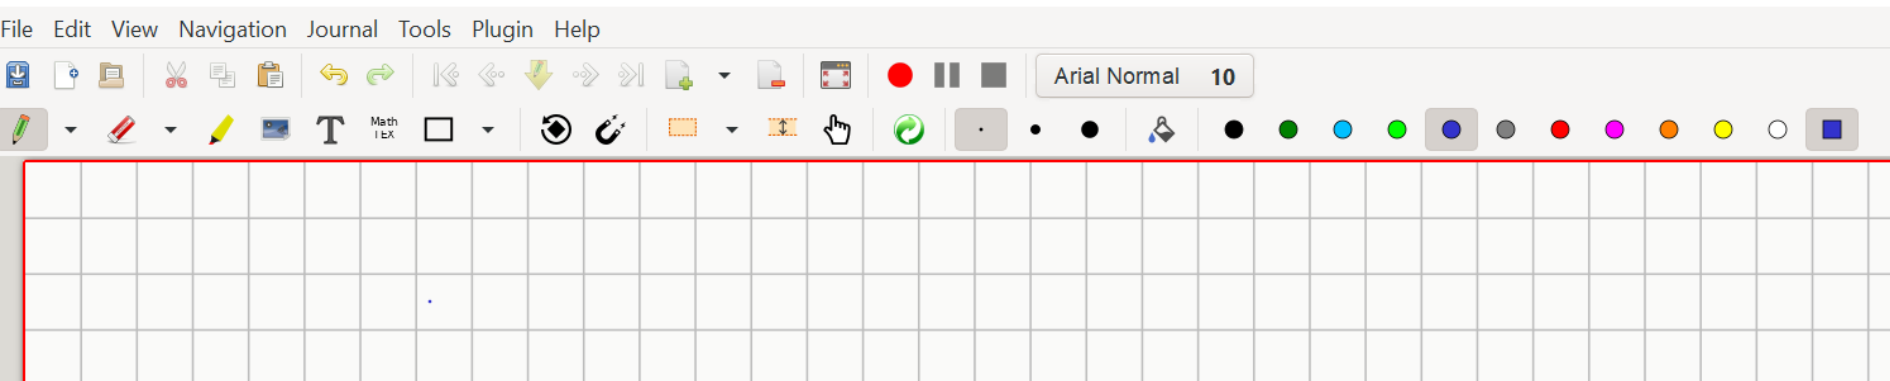 File Edit View Navigation Journal Tools Plugin Help
Arial Normal 10
T Math TEX